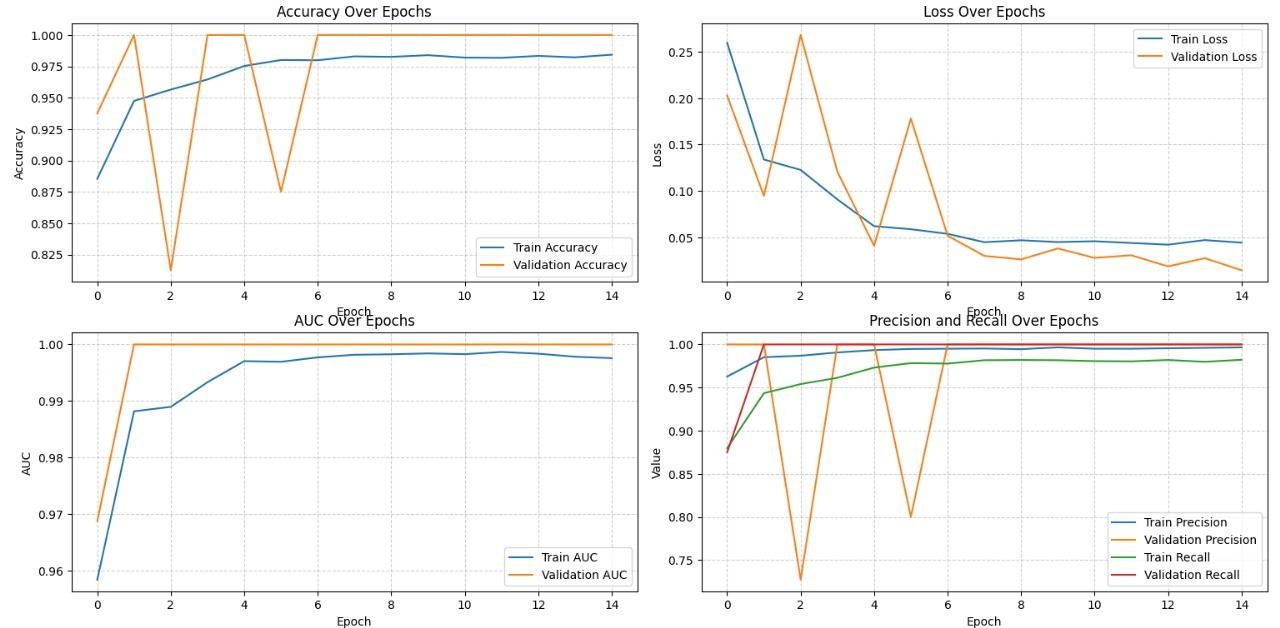 Accuracy Over Epochs
1.000
0.975
0.950
0.925
0.900
0.875
0.850
0.825
Accuracy
Train Accuracy
Validation Accuracy
0 2 4 6 8 10 12 14
Epoch
Loss Over Epochs
0.25
0.20
0.15
0.10
0.05
Loss
Train Loss
Validation Loss
0 2 4 6 8 10 12 14
Epoch
AUC Over Epochs
1.00
0.99
0.98
0.97
0.96
AUC
Train AUC
Validation AUC
0 2 4 6 8 10 12 14
Epoch
Precision and Recall Over Epochs
1.00
0.95
0.90
0.85
0.80
0.75
Value
Train Precision
Validation Precision
Train Recall
Validation Recall
0 2 4 6 8 10 12 14
Epoch